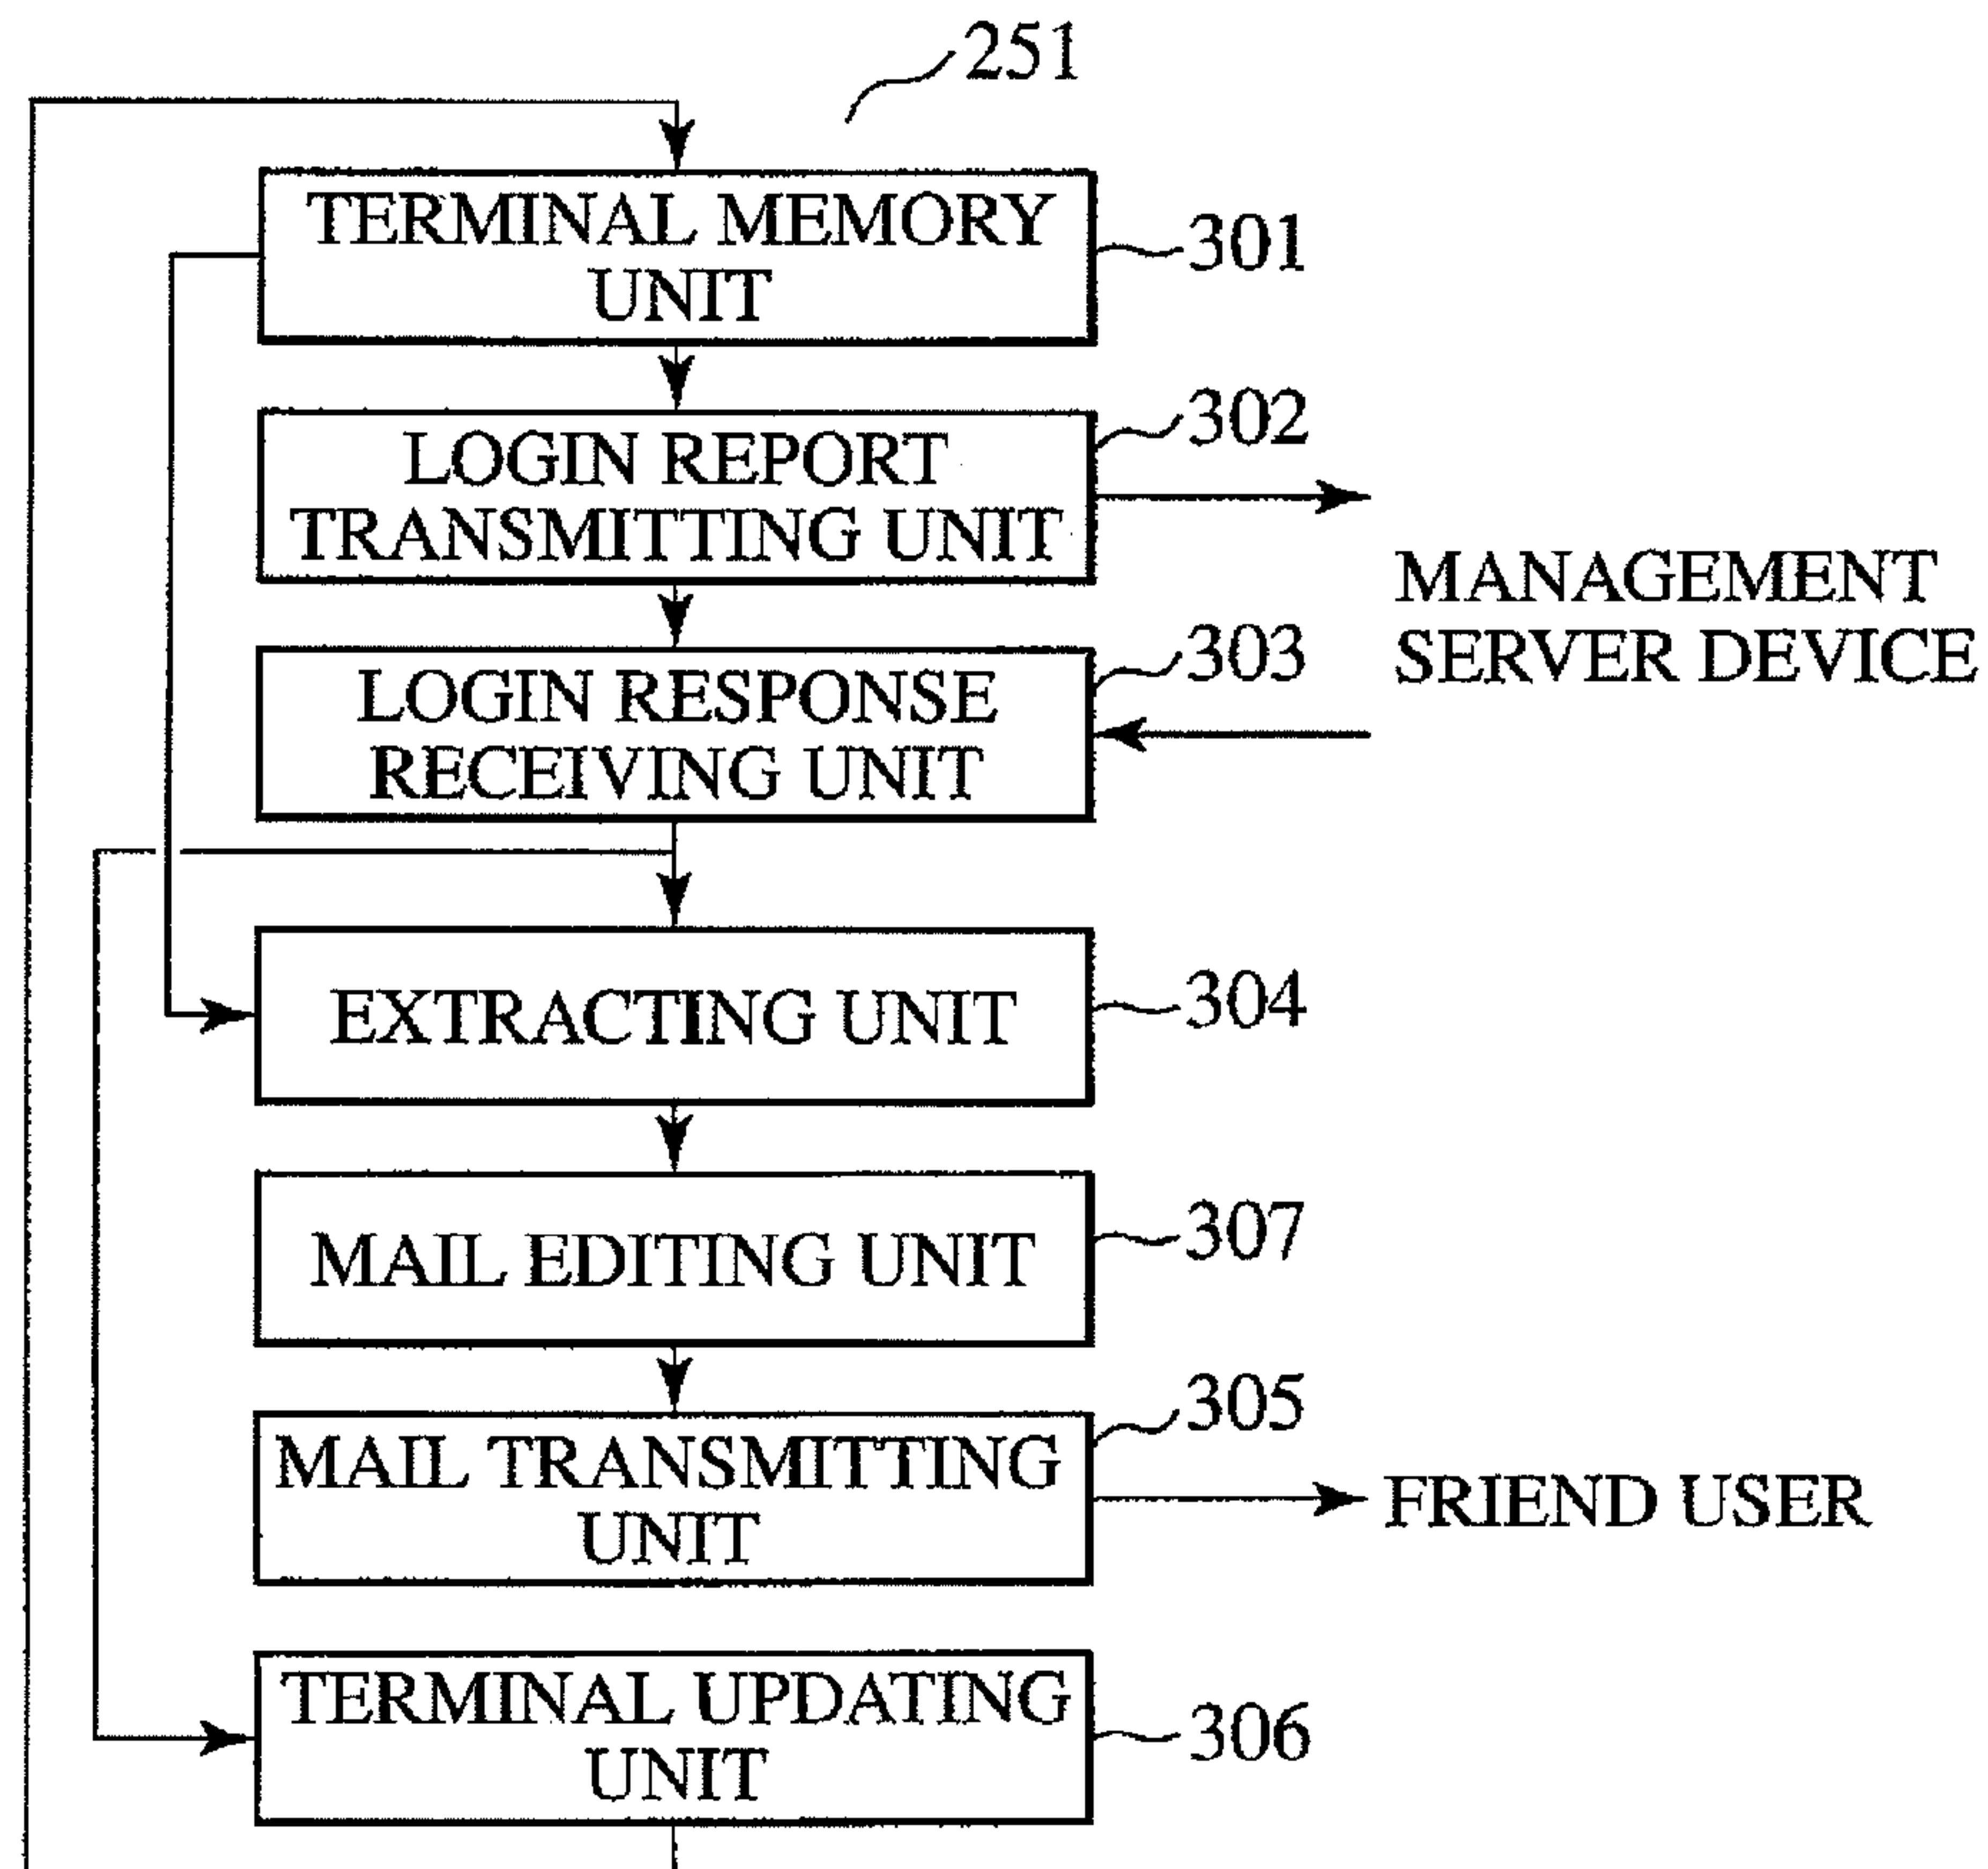 251
TERMINAL MEMORY
UNIT
301
LOGIN REPORT
TRANSMITTING UNIT
302
MANAGEMENT
SERVER DEVICE
LOGIN RESPONSE
RECEIVING UNIT
303
EXTRACTING UNIT
304
MAIL EDITING UNIT
307
MAIL TRANSMITTING
UNIT
305
FRIEND USER
TERMINAL UPDATING
UNIT
306